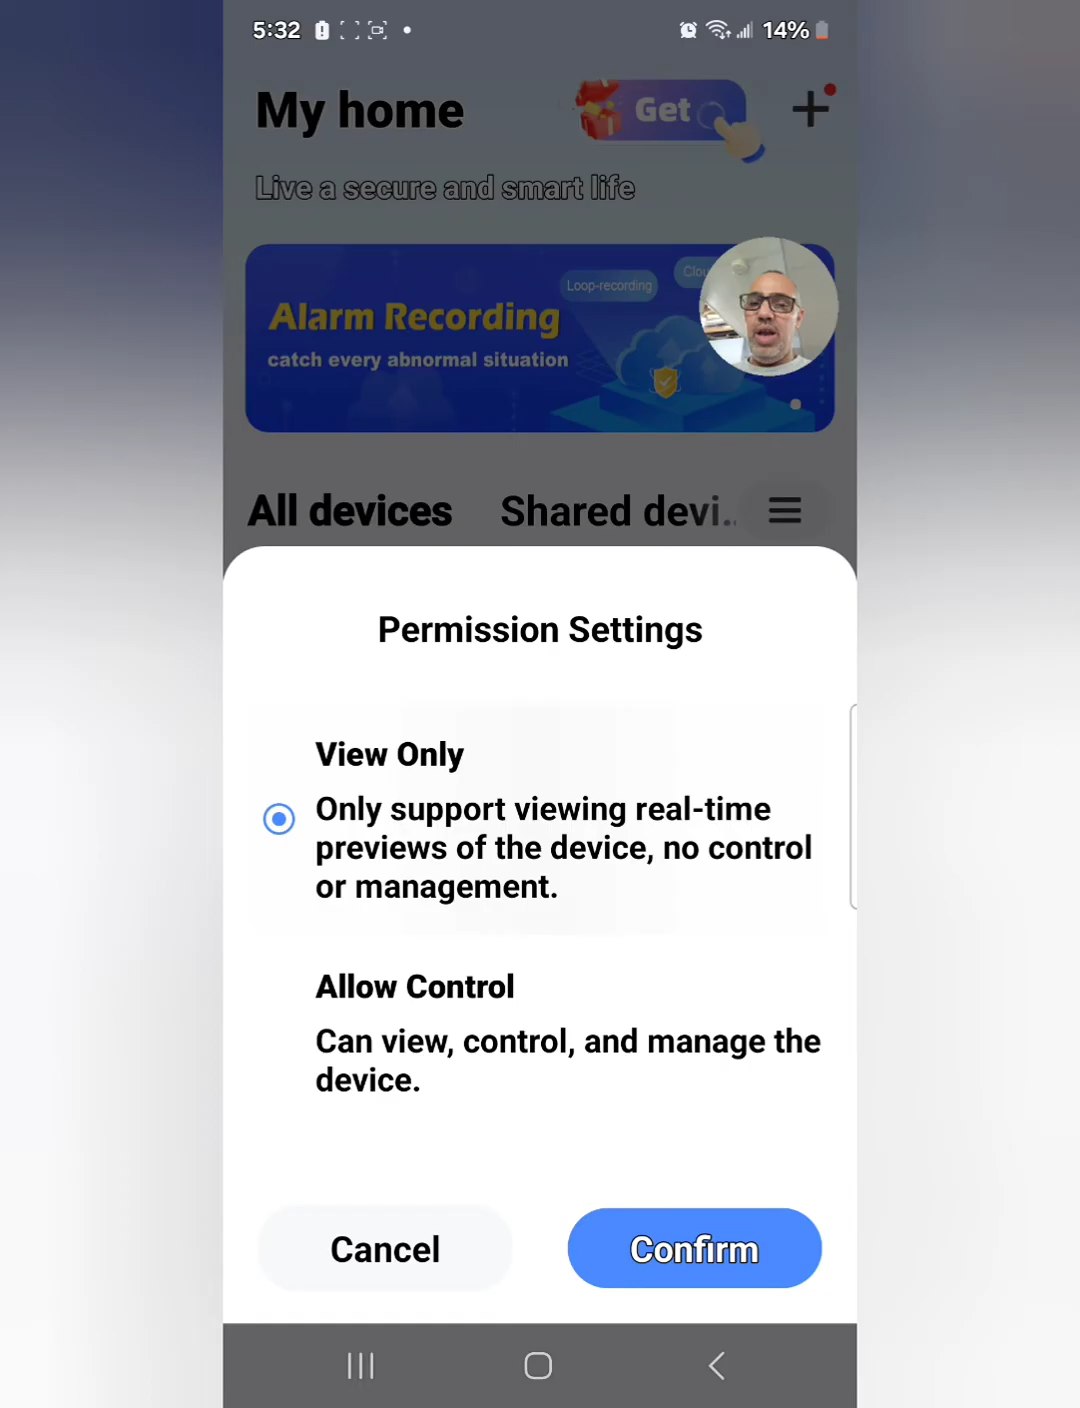 5:32 14%
My home Get
Live a secure and smart life
Loop-recording
Alarm Recording
catch every abnormal situation
All devices Shared devi..
Permission Settings
View Only
Only support viewing real-time
previews of the device, no control
or management.
Allow Control
Can view, control, and manage the
device.
Cancel Confirm